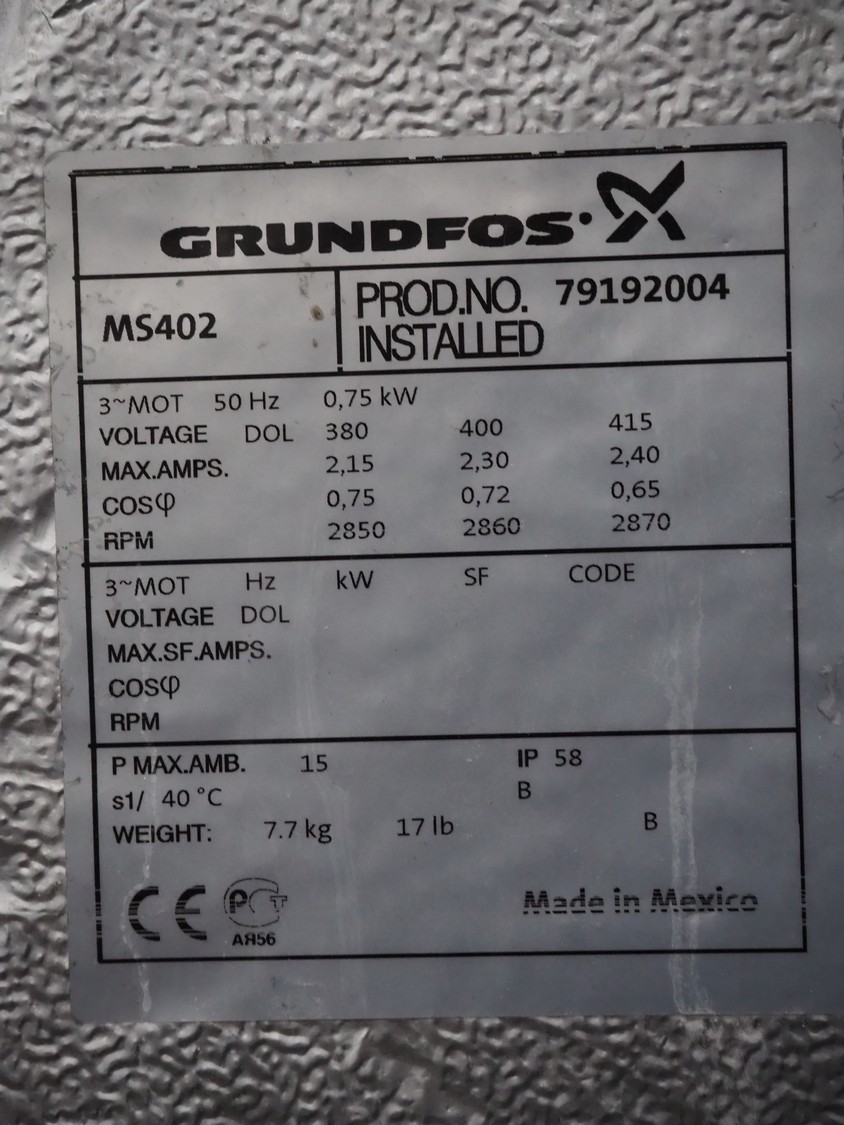 GRUNDFOS
MS402
PROD.NO. 79192004
INSTALLED
3~MOT 50 Hz 0,75 kW
VOLTAGE DOL 380 400 415
MAX.AMPS. 2,15 2,30 2,40
COSφ 0,75 0,72 0,65
RPM 2850 2860 2870
3~MOT Hz kW SF CODE
VOLTAGE DOL
MAX.SF.AMPS.
COSφ
RPM
P MAX.AMB. 15 IP 58
s1/ 40 °C B
WEIGHT: 7.7 kg 17 lb B
CE PCT Made in Mexico
АЯ56